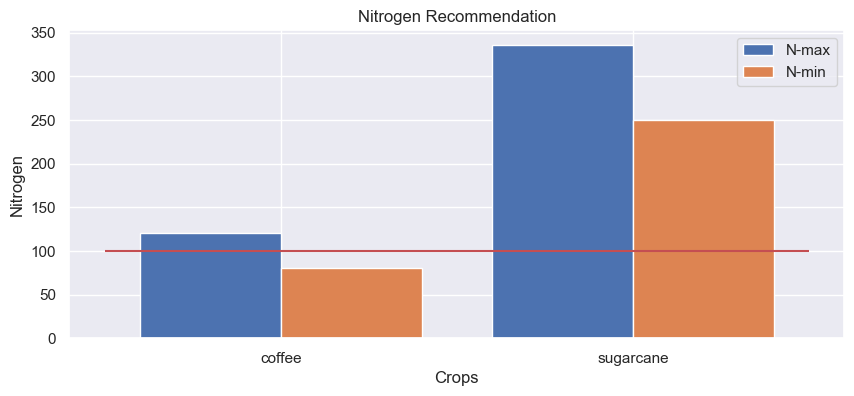 Nitrogen Recommendation
350
300
250
200
150
100
50
0
Nitrogen
N-max
N-min
coffee
sugarcane
Crops